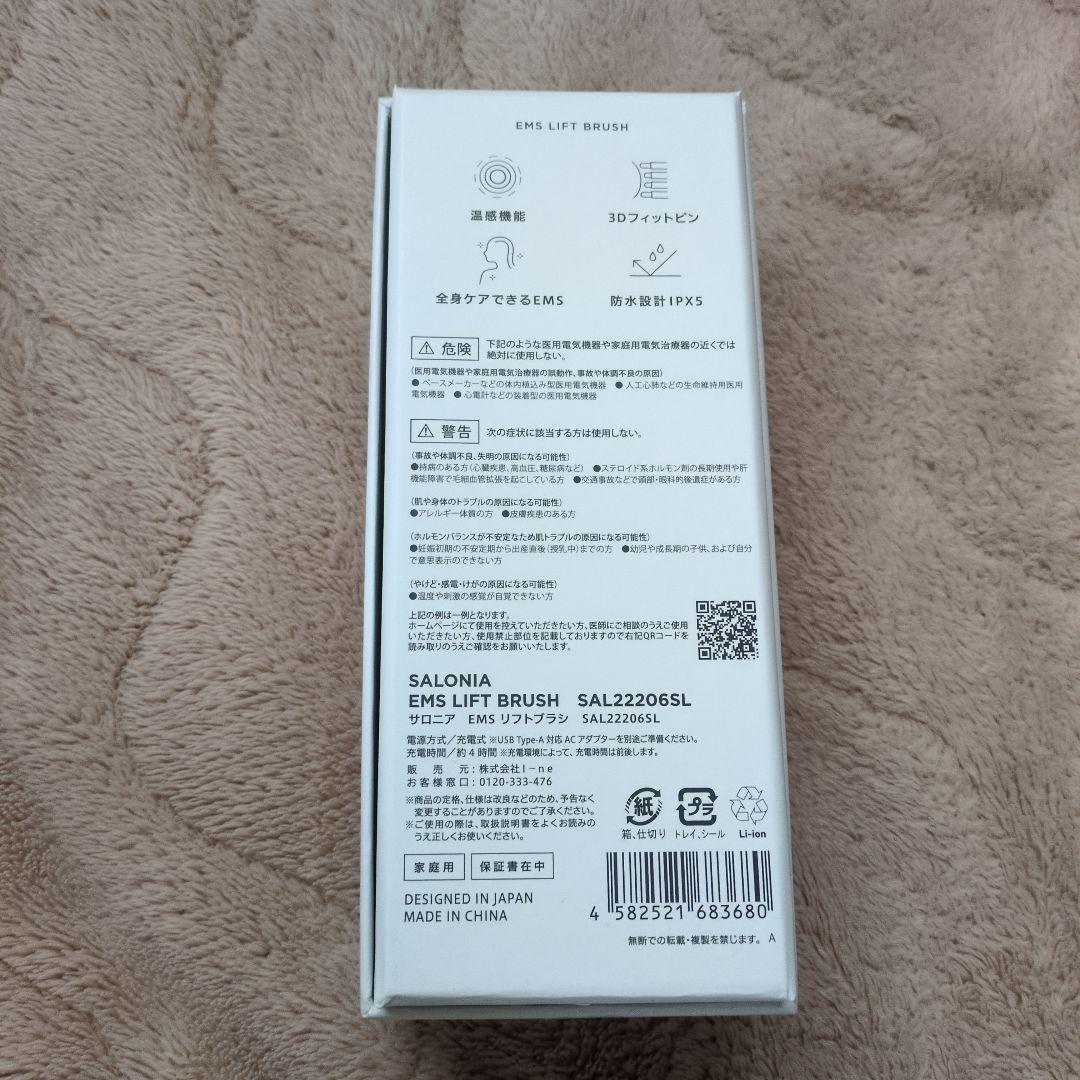 EMS LIFT BRUSH
温感機能
3Dフィットピン
全身ケアできるEMS
防水設計IPX5
危険 下記のような医用電気機器や家庭用電気治療器の近くでは
絶対に使用しない。
(医用電気機器や家庭用電気治療器の誤動作、事故や体調不良の原因)
● ペースメーカーなどの体内植込み型医用電気機器 ● 人工心肺などの生命維持用医用
電気機器 ● 心電計などの装着型の医用電気機器
警告 次の症状に該当する方は使用しない。
(事故や体調不良、失明の原因になる可能性)
●持病のある方(心臓疾患、高血圧、糖尿病など) ●ステロイド系ホルモン剤の長期使用や肝
機能障害で毛細血管拡張を起こしている方 ●交通事故などで頭部・眼科的後遺症がある方
(肌や身体のトラブルの原因になる可能性)
●アレルギー体質の方 ●皮膚疾患のある方
(ホルモンバランスが不安定なため肌トラブルの原因になる可能性)
●妊娠初期の不安定期から出産直後(授乳中)までの方 ●幼児や成長期の子供、および自分
で意思表示のできない方
(やけど・感電・けがの原因になる可能性)
●温度や刺激の感覚が自覚できない方
上記の例は一例となります。
ホームページにて使用を控えていただきたい方、医師にご相談のうえご使用
いただきたい方、使用禁止部位を記載しておりますので右記QRコードを
読み取りのうえご確認をお願いいたします。
SALONIA
EMS LIFT BRUSH SAL22206SL
サロニア EMS リフトブラシ SAL22206SL
電源方式/充電式 ※USB Type-A 対応 AC アダプターを別途ご準備ください。
充電時間/約 4 時間 ※充電環境によって、充電時間は前後します。
販売元:株式会社I-ne
お客様窓口:0120-333-476
※商品の定格、仕様は改良などのため、予告なく
変更することがありますのでご了承ください。
※ご使用の際は、取扱説明書をよくお読みの
うえ正しくお使いください。
紙 プラ
箱、仕切り トレイ、シール Li-ion
家庭用 保証書在中
DESIGNED IN JAPAN
MADE IN CHINA
4 582521 683680
無断での転載・複製を禁じます。 A